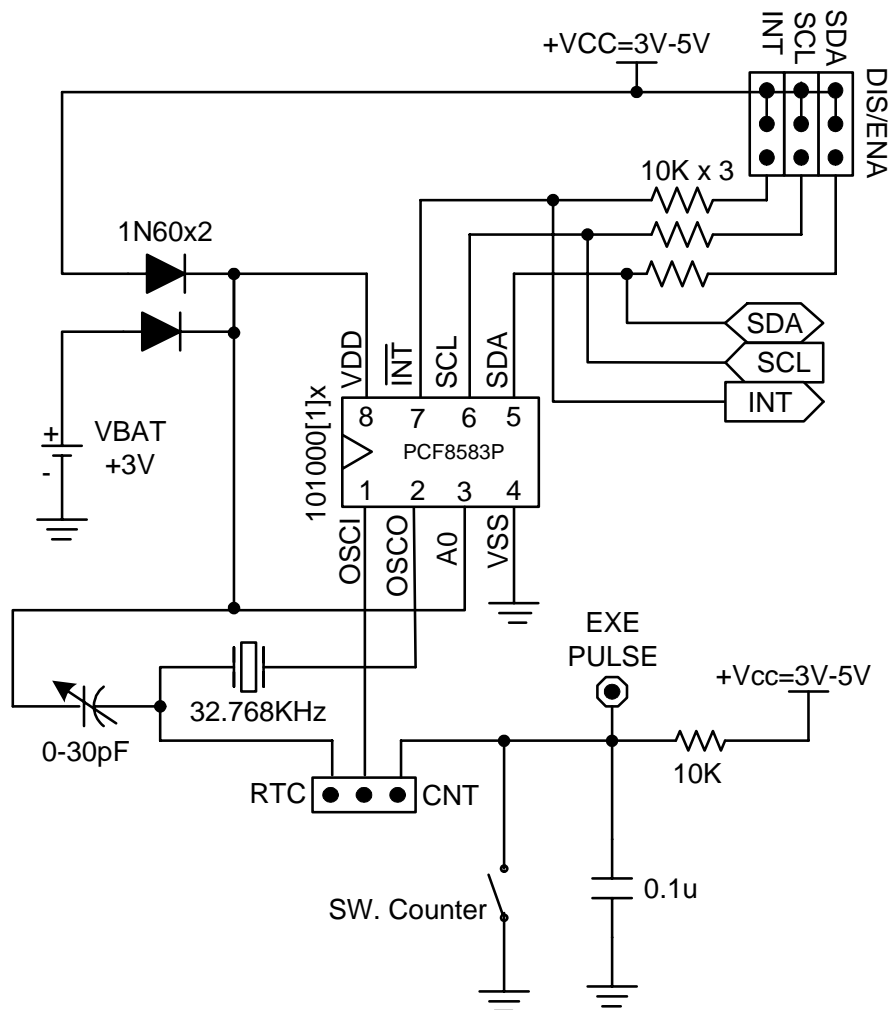 +VCC=3V-5V
INT
SCL
SDA
DIS/ENA
10K x 3
1N60x2
SDA
SCL
INT
VDD
INT
SCL
SDA
8 7 6 5
PCF8583P
1 2 3 4
101000[1]x
+
-
VBAT
+3V
OSCI
OSCO
A0
VSS
EXE
PULSE
+Vcc=3V-5V
32.768KHz
0-30pF
10K
RTC
CNT
SW. Counter
0.1u